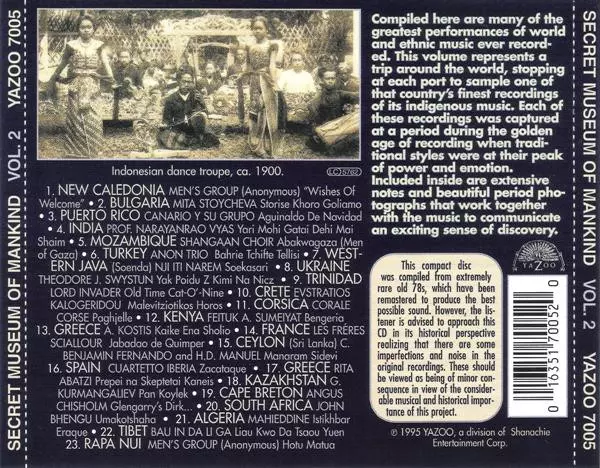 SECRET MUSEUM OF MANKIND VOL. 2 YAZOO 7005
Indonesian dance troupe, ca. 1900.
LC 5762
1. NEW CALEDONIA MEN'S GROUP (Anonymous) "Wishes Of
Welcome" • 2. BULGARIA MITA STOYCHEVA Storise Khoro Goliamo
• 3. PUERTO RICO CANARIO Y SU GRUPO Aguinaldo De Navidad
• 4. INDIA PROF. NARAYANRAO VYAS Rari Mohi Gatai Dehi Mai
Shaim • 5. MOZAMBIQUE SHANGAAN CHOIR Abakwagaza (Men
of Gaza) • 6. TURKEY ANON TRIO Bahrie Tchifte Tellisi • 7. WEST-
ERN JAVA (Soenda) NJI ITI NAREM Soekasari • 8. UKRAINE
THEODORE J. SWYSTUN Yak Poidu Z Kimi Na Nicz • 9. TRINIDAD
LORD INVADER Old Time Cat-O'-Nine • 10. CRETE EVSTRATIOS
KALOGERIDOU Malevizriotikos Horos • 11. CORSICA CORALE
CORSE Paghjelle • 12. KENYA FEITUK A. SUMEIYAT Bengeria
13. GREECE A. KOSTIS Kaike Ena Sholio • 14. FRANCE LES FRÉRES
SCIALLOUR Jabadao de Quimper • 15. CEYLON (Sri Lanka) C.
BENJAMIN FERNANDO and H.D. MANUEL Manaram Sidevi
16. SPAIN CUARTETTO IBERIA Zacataque • 17. GREECE RITA
ABATZI Prepei na Skeptetai Kaneis • 18. KAZAKHSTAN G.
KURMANGALIEV Pan Koylek • 19. CAPE BRETON ANGUS
CHISHOLM Glengarry's Dirk... • 20. SOUTH AFRICA JOHN
BHENGU Umakotshaha • 21. ALGERIA MAHIEDDINE Istikhbar
Eraque • 22. TIBET BAU IN DA LI GA Liau Kwo Da Tsaou Yuen
• 23. RAPA NUI MEN'S GROUP (Anonymous) Hotu Matua
Compiled here are many of the
greatest performances of world
and ethnic music ever record-
ed. This volume represents a
trip around the world, stopping
at each port to sample one of
that country's finest recordings
of its indigenous music. Each of
these recordings was captured
at a period during the golden
age of recording when tradi-
tional styles were at their peak
of power and emotion.
Included inside are extensive
notes and beautiful period pho-
tographs that work together
with the music to communicate
an exciting sense of discovery.
This compact disc
was compiled from extremely
rare old 78s, which have been
remastered to produce the best
possible sound. However, the lis-
tener is advised to approach this
CD in its historical perspective
realizing that there are some
imperfections and noise in the
original recordings. These should
be viewed as being of minor con-
sequence in view of the consider-
able musical and historical impor-
tance of this project.
YAZOO
0 16351 17005 2 0
© 1995 YAZOO, a division of Shanachie
Entertainment Corp.
SECRET MUSEUM OF MANKIND VOL. 2 YAZOO 7005